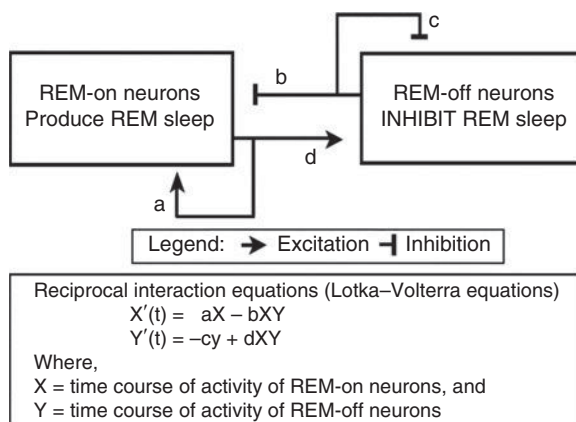 c
REM-on neurons
Produce REM sleep
b
REM-off neurons
INHIBIT REM sleep
d
a
Legend: Excitation Inhibition
Reciprocal interaction equations (Lotka–Volterra equations)
X′(t) = aX – bXY
Y′(t) = –cy + dXY
Where,
X = time course of activity of REM-on neurons, and
Y = time course of activity of REM-off neurons